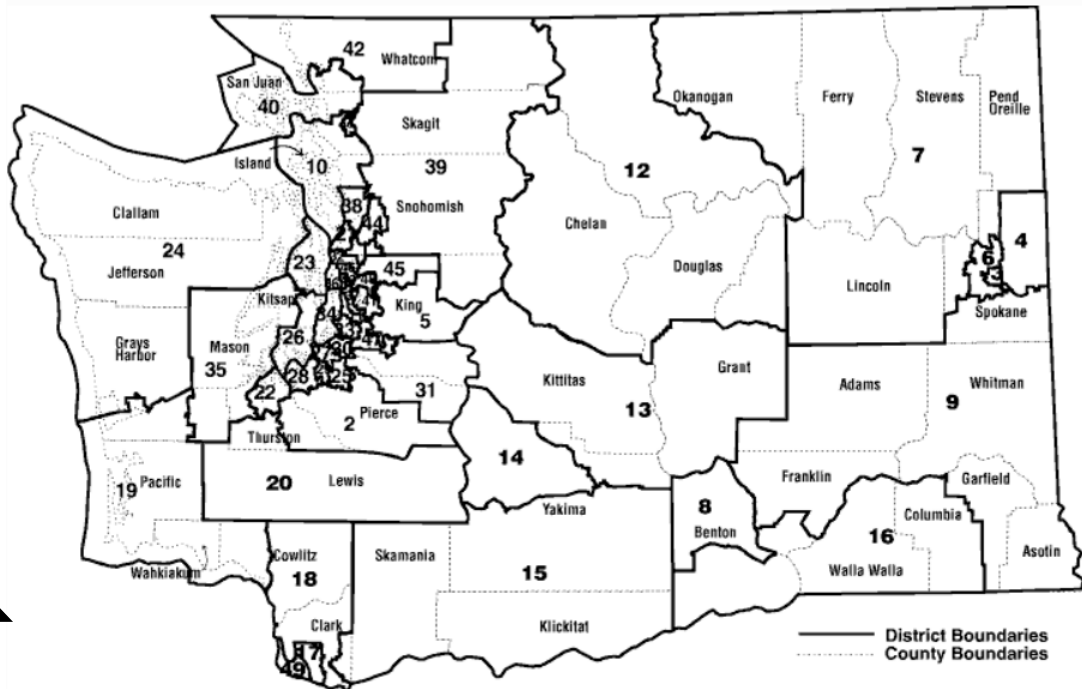 42
Whatcom
San Juan
40
Okanogan
Ferry
Stevens
Pend
Oreille
Skagit
Island
10
39
12
7
Clallam
38
Snohomish
44
Chelan
24
23
45
Douglas
6
4
3
Jefferson
Kitsap
King
5
Lincoln
34
Spokane
Grays
Harbor
Mason
26
35
30
Kittitas
Grant
Adams
Whitman
28
25
31
22
Pierce
2
13
9
Thurston
14
20
Lewis
Franklin
Garfield
19
Pacific
Yakima
8
Benton
Columbia
16
Asotin
Wahkiakum
Cowlitz
18
Skamania
15
Walla Walla
Clark
Klickitat
17
49
District Boundaries
County Boundaries